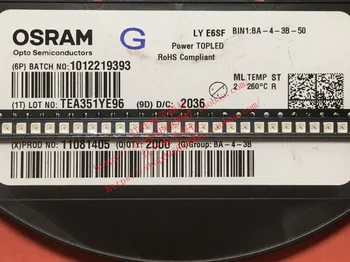 OSRAM G LY E6SF BIN1:BA-4-3B-50
Opto Semiconductors Power TOPLED
RoHS Compliant
(6P) BATCH NO:1012219393
ML TEMP ST
2 260°C R
(1T) LOT NO: TEA351YE96 (9D) D/C: 2036
(X)PROD NO: 11081405 (Q)QTY: 2000 (G)Group: BA-4-3B